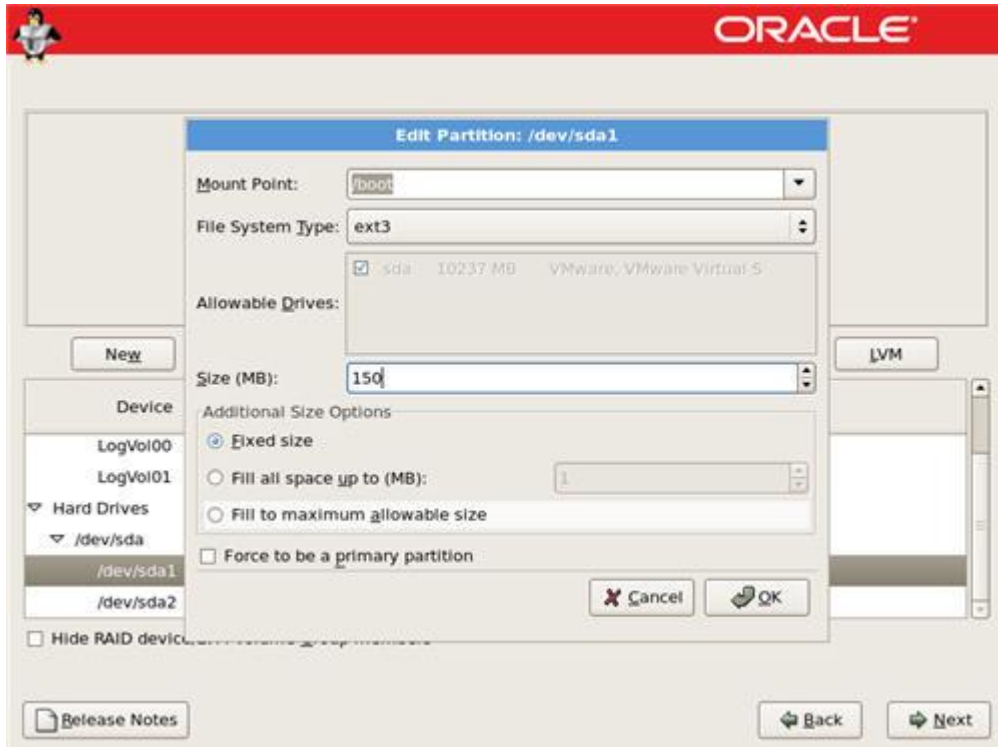 ORACLE
Edit Partition: /dev/sda1
Mount Point: /boot
File System Type: ext3
sda 10237 MB VMware, VMware Virtual S
Allowable Drives:
New
LVM
Size (MB): 150
Device
Additional Size Options
Fixed size
LogVol00
LogVol01
Fill all space up to (MB): 1
Hard Drives
Fill to maximum allowable size
/dev/sda
Force to be a primary partition
/dev/sda1
/dev/sda2
Cancel
OK
Hide RAID
Release Notes
Back
Next